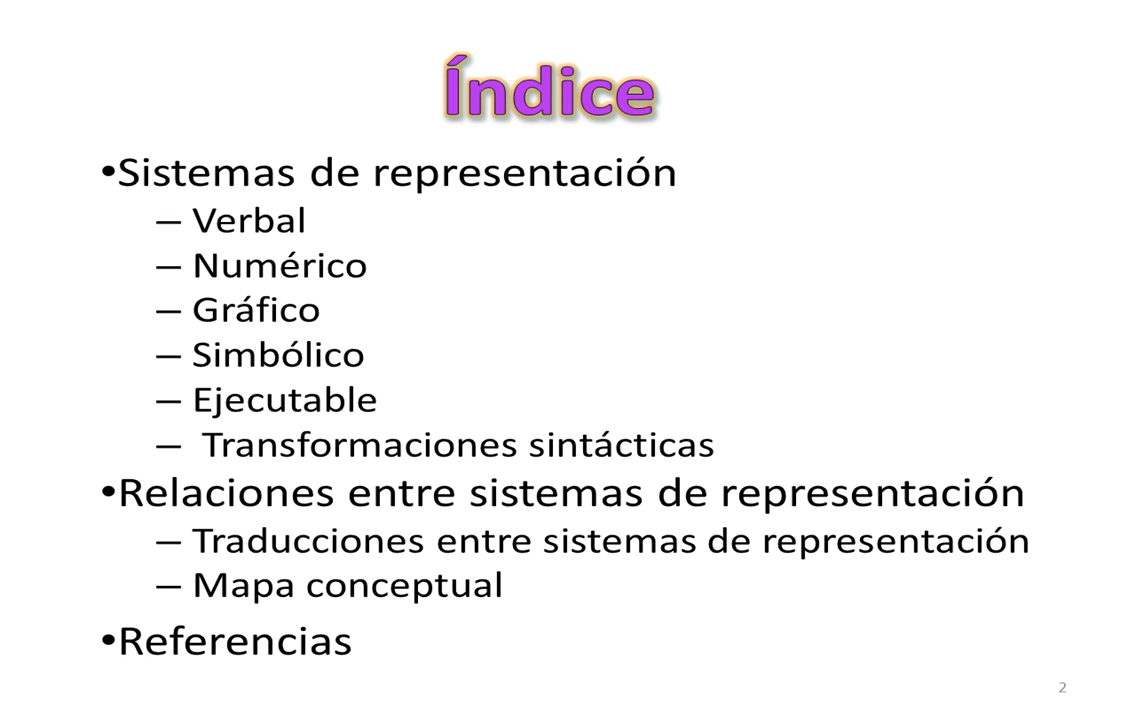 Índice
•Sistemas de representación
– Verbal
– Numérico
– Gráfico
– Simbólico
– Ejecutable
– Transformaciones sintácticas
•Relaciones entre sistemas de representación
– Traducciones entre sistemas de representación
– Mapa conceptual
•Referencias
2